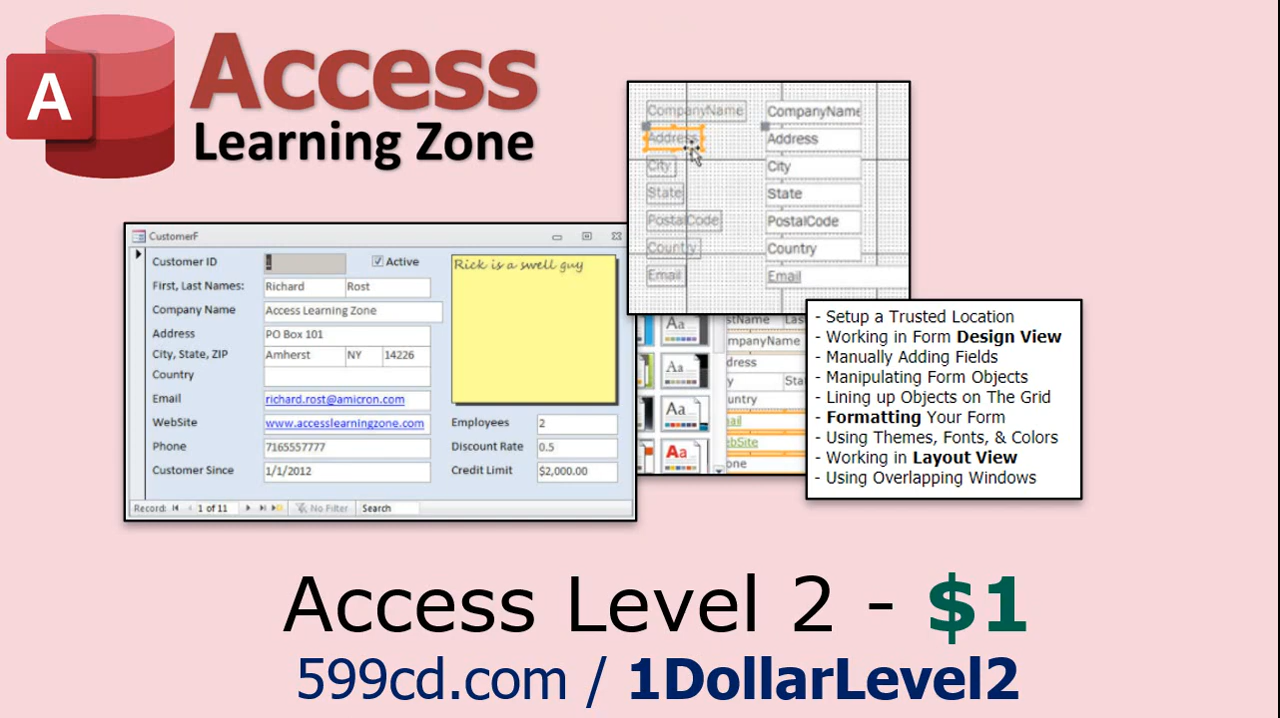 A
Access
Learning Zone
CompanyName CompanyName
Address Address
City City
State State
PostalCode PostalCode
Country Country
Email Email
CustomerF
Customer ID
Active
Rick is a swell guy
First, Last Names: Richard Rost
Company Name Access Learning Zone
Address PO Box 101
City, State, ZIP Amherst NY 14226
Country
Email richard.rost@amicron.com
WebSite www.accesslearningzone.com
Phone 7165557777
Customer Since 1/1/2012
Employees 2
Discount Rate 0.5
Credit Limit $2,000.00
Record: 1 of 11 No Filter Search
Aa
Aa
Aa
Aa
- Setup a Trusted Location
- Working in Form Design View
- Manually Adding Fields
- Manipulating Form Objects
- Lining up Objects on The Grid
- Formatting Your Form
- Using Themes, Fonts, & Colors
- Working in Layout View
- Using Overlapping Windows
Access Level 2 - $1
599cd.com / 1DollarLevel2